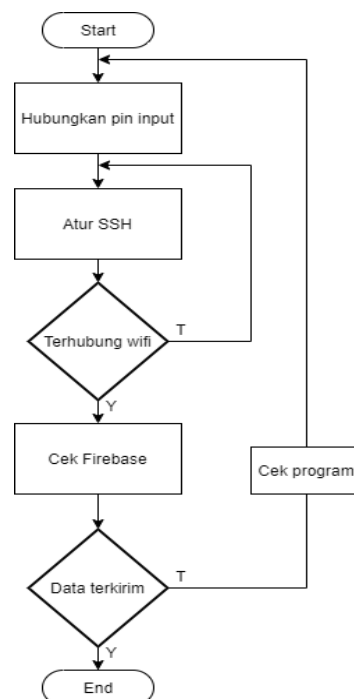 Start
Hubungkan pin input
Atur SSH
Terhubung wifi
T
Y
Cek Firebase
Cek program
Data terkirim
T
Y
End